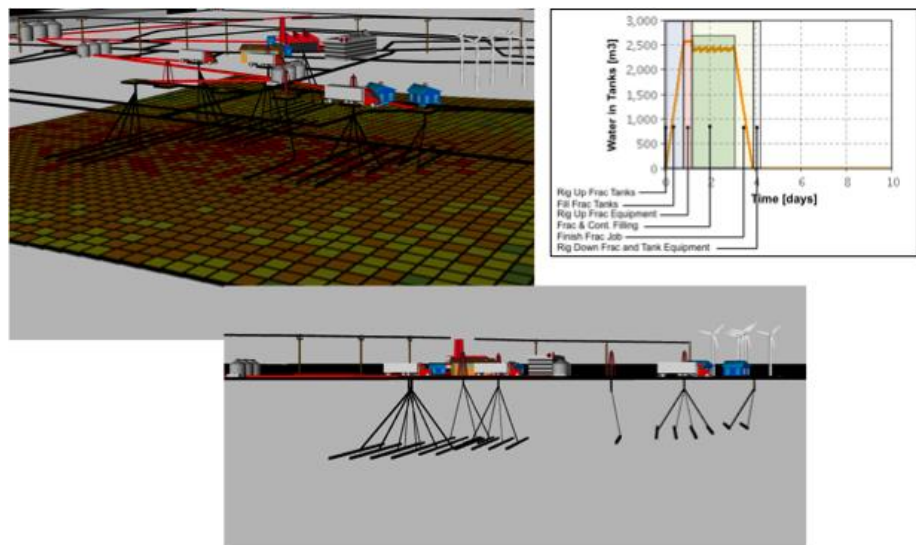 3,000
2,500
2,000
1,500
1,000
500
0
Water in Tanks [m3]
0 2 4 6 8 10
Time [days]
Rig Up Frac Tanks
Fill Frac Tanks
Rig Up Frac Equipment
Frac & Cont. Filling
Finish Frac Job
Rig Down Frac and Tank Equipment